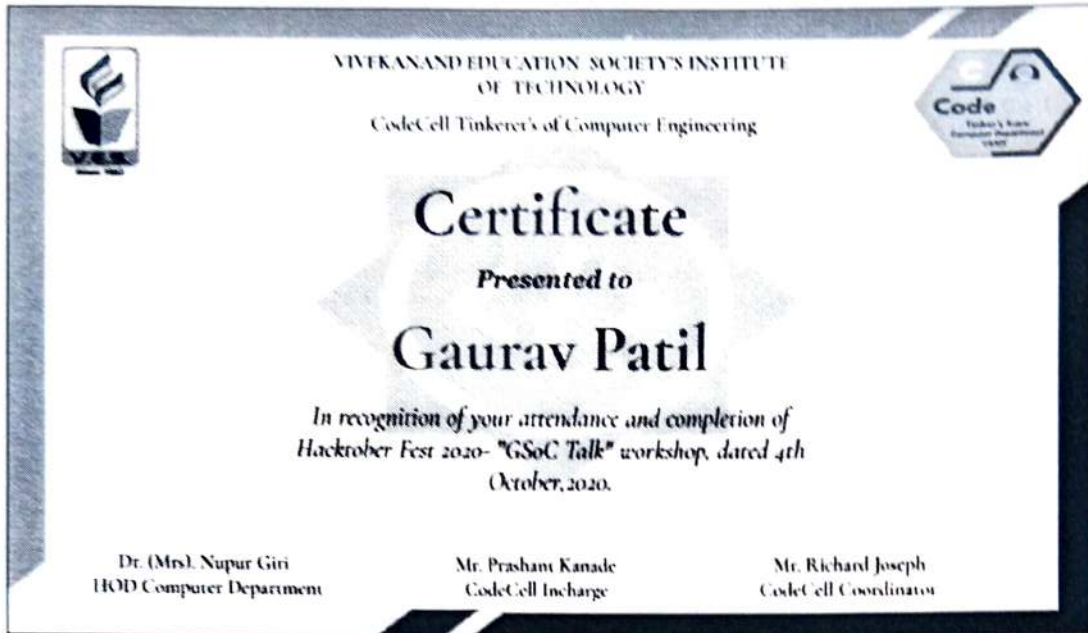 VIVEKANAND EDUCATION SOCIETY'S INSTITUTE
OF TECHNOLOGY
CodeCell Tinkerer's of Computer Engineering
V.E.S.
Code
Certificate
Presented to
Gaurav Patil
In recognition of your attendance and completion of
Hacktober Fest 2020- "GSoC Talk" workshop, dated 4th
October,2020.
Dr. (Mrs). Nupur Giri
HOD Computer Department
Mr. Prashant Kanade
CodeCell Incharge
Mr. Richard Joseph
CodeCell Coordinator